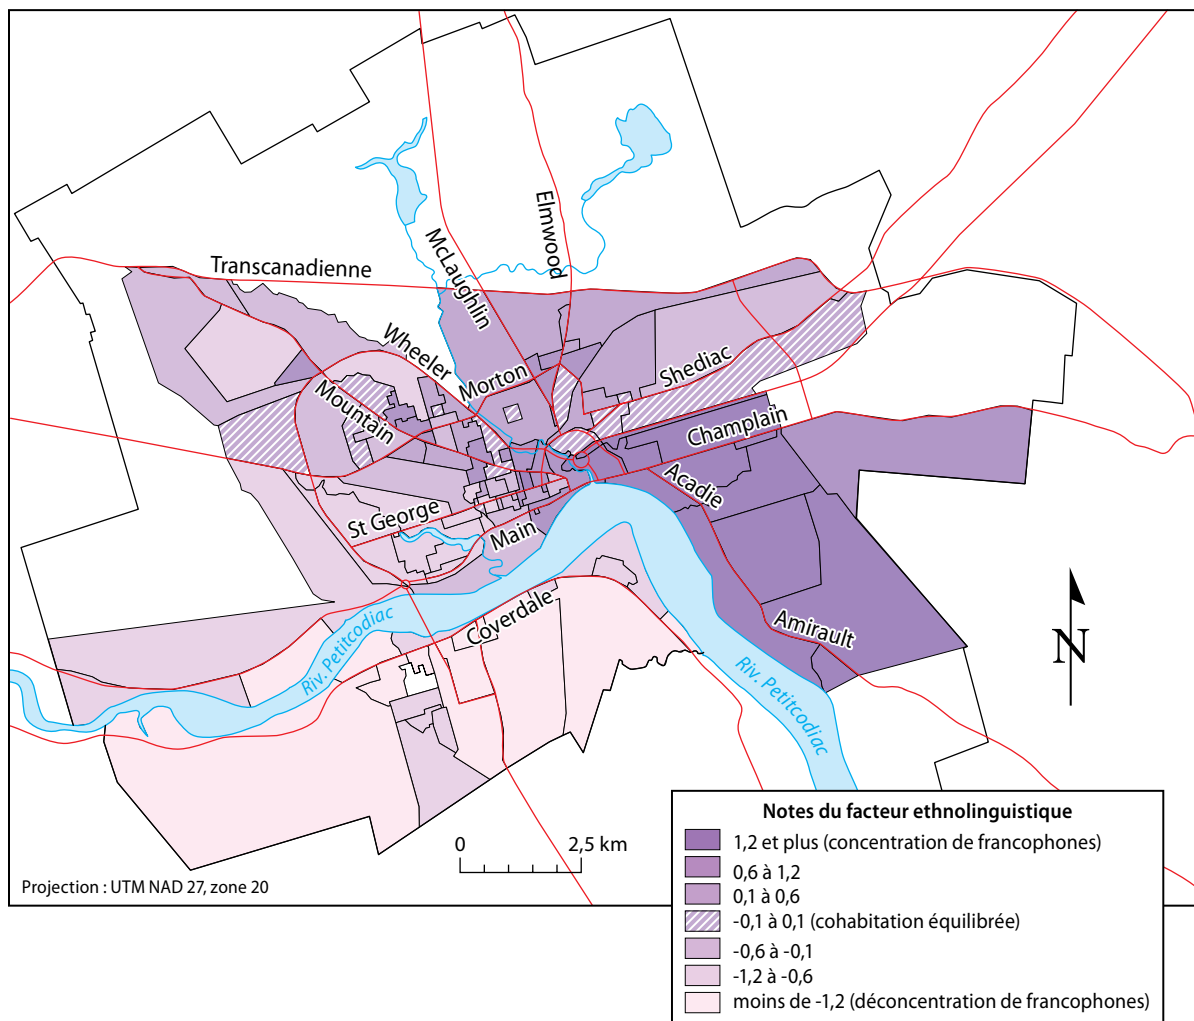 Transcanadienne
McLaughlin
Elmwood
Wheeler
Mountain
Morton
Shediac
Champlain
Acadie
St George
Main
Coverdale
Amirault
Riv. Petitcodiac
Riv. Petitcodiac
N
0 2,5 km
Projection : UTM NAD 27, zone 20
Notes du facteur ethnolinguistique
1,2 et plus (concentration de francophones)
0,6 à 1,2
0,1 à 0,6
-0,1 à 0,1 (cohabitation équilibrée)
-0,6 à -0,1
-1,2 à -0,6
moins de -1,2 (déconcentration de francophones)